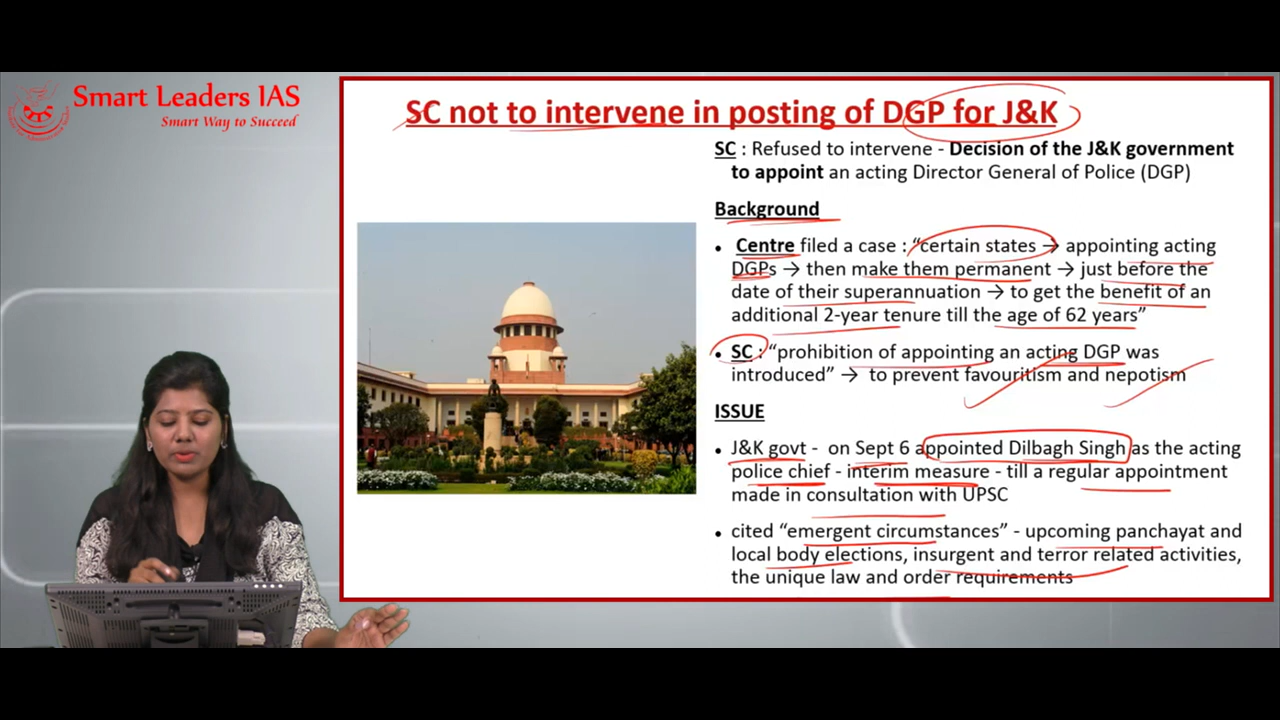 Smart Leaders IAS
Smart Way to Succeed
SC not to intervene in posting of DGP for J&K
SC : Refused to intervene - Decision of the J&K government
to appoint an acting Director General of Police (DGP)
Background
• Centre filed a case : “certain states → appointing acting
DGPs → then make them permanent → just before the
date of their superannuation → to get the benefit of an
additional 2-year tenure till the age of 62 years”
• SC : “prohibition of appointing an acting DGP was
introduced” → to prevent favouritism and nepotism
ISSUE
• J&K govt - on Sept 6 appointed Dilbagh Singh as the acting
police chief - interim measure - till a regular appointment
made in consultation with UPSC
• cited “emergent circumstances” - upcoming panchayat and
local body elections, insurgent and terror related activities,
the unique law and order requirements